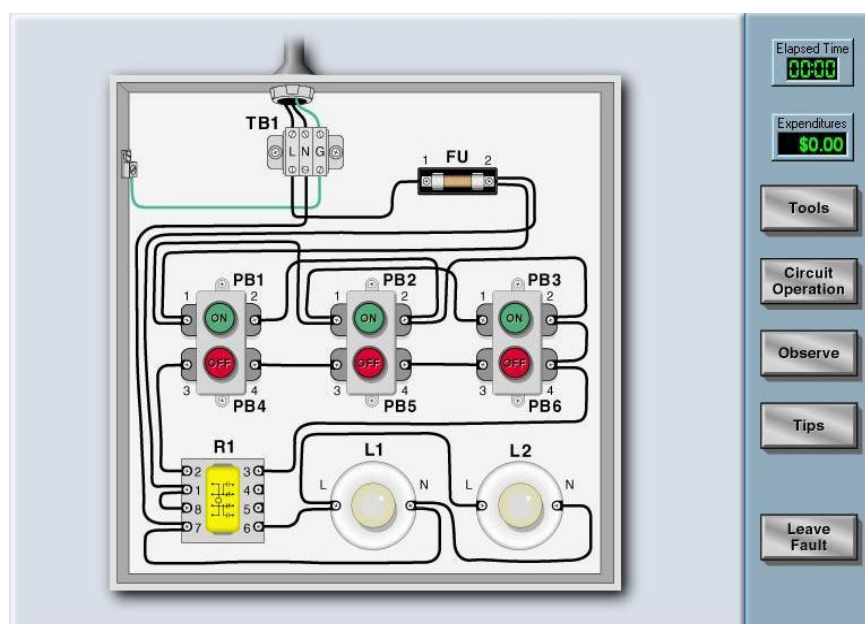 Elapsed Time
00:00
Expenditures
$0.00
Tools
Circuit
Operation
Observe
Tips
Leave
Fault
TB1
L N G
1 FU 2
PB1 PB2 PB3
1 2 1 2 1 2
ON ON ON
OFF OFF OFF
3 4 3 4 3 4
PB4 PB5 PB6
R1 L1 L2
2 3
1 4
8 5
7 6
L N L N